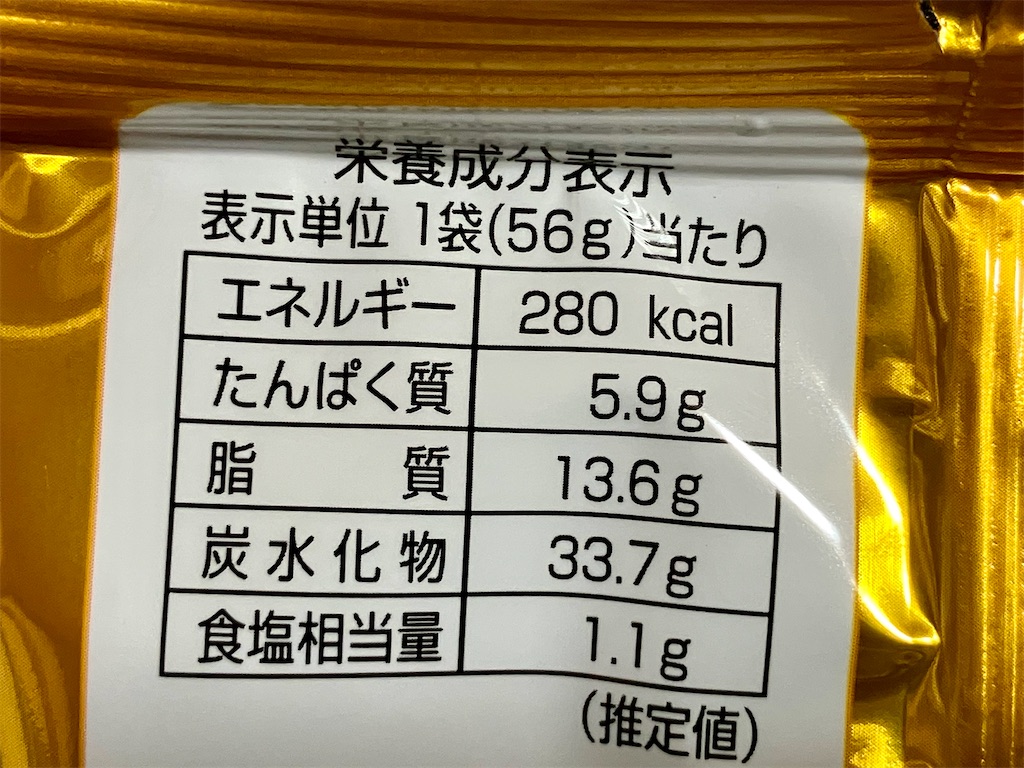 栄養成分表示
表示単位 1袋(56g)当たり
エネルギー 280 kcal
たんぱく質 5.9g
脂質 13.6g
炭水化物 33.7g
食塩相当量 1.1g
(推定値)